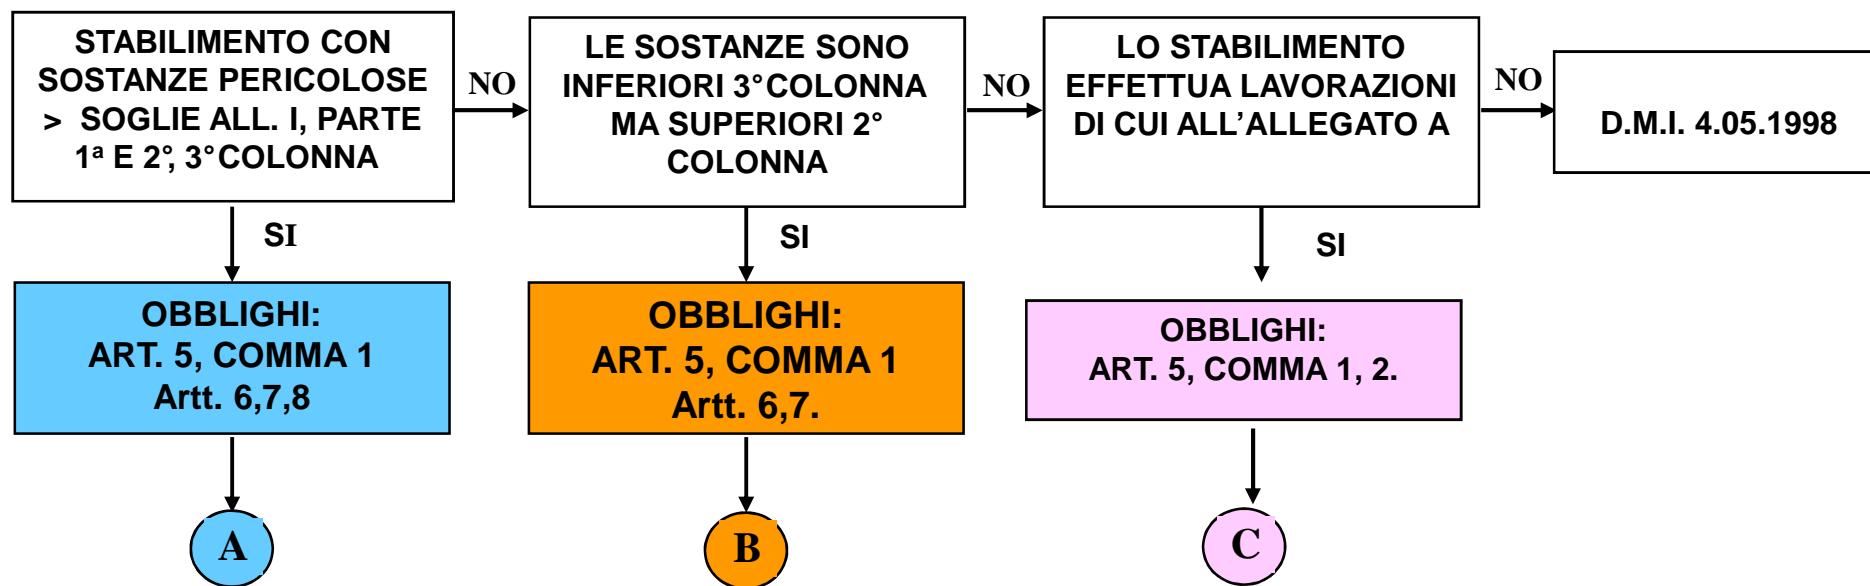 STABILIMENTO CON
SOSTANZE PERICOLOSE
> SOGLIE ALL. I, PARTE
1ª E 2°, 3°COLONNA
NO
LE SOSTANZE SONO
INFERIORI 3°COLONNA
MA SUPERIORI 2°
COLONNA
NO
LO STABILIMENTO
EFFETTUA LAVORAZIONI
DI CUI ALL’ALLEGATO A
NO
D.M.I. 4.05.1998
SI
SI
SI
OBBLIGHI:
ART. 5, COMMA 1
Artt. 6,7,8
OBBLIGHI:
ART. 5, COMMA 1
Artt. 6,7.
OBBLIGHI:
ART. 5, COMMA 1, 2.
A
B
C